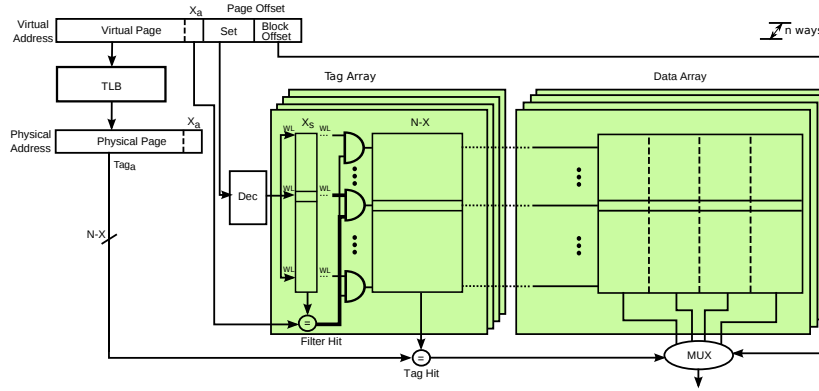 Xa
Page Offset
Virtual
Address
Virtual Page
Set
Block
Offset
n ways
TLB
Tag Array
Data Array
Physical
Address
Xa
Physical Page
Taga
Xs
N-X
WL
WL
...
Dec
WL
WL
...
N-X
WL
WL
...
=
Filter Hit
=
Tag Hit
MUX